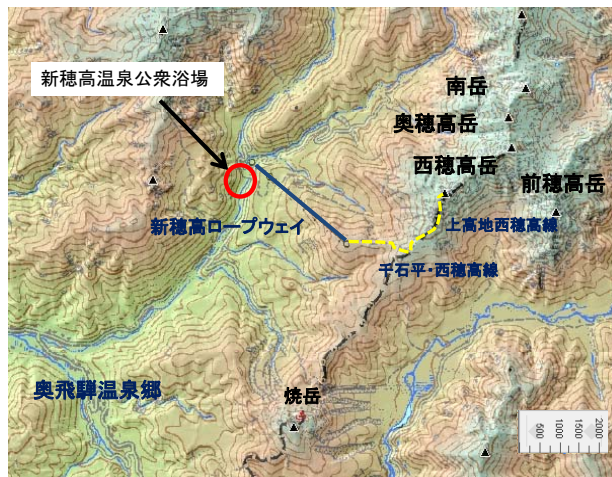 新穂高温泉公衆浴場
南岳
奥穂高岳
西穂高岳
前穂高岳
新穂高ロープウェイ
上高地西穂高線
千石平・西穂高線
奥飛騨温泉郷
焼岳
500
1000
1500
2000